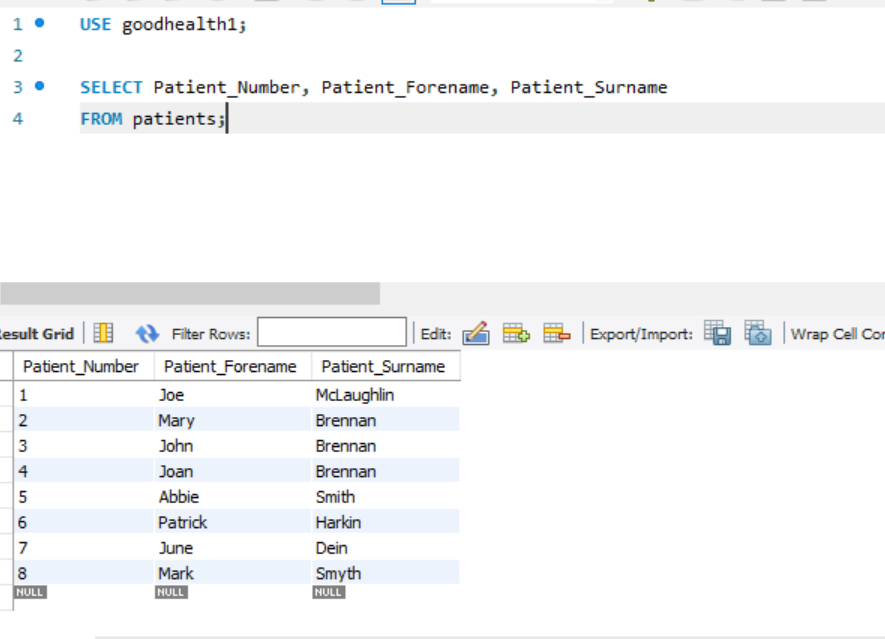 1 USE goodhealth1;
2
3 SELECT Patient_Number, Patient_Forename, Patient_Surname
4 FROM patients;
Result Grid Filter Rows: Edit: Export/Import: Wrap Cell
Patient_Number Patient_Forename Patient_Surname
1 Joe McLaughlin
2 Mary Brennan
3 John Brennan
4 Joan Brennan
5 Abbie Smith
6 Patrick Harkin
7 June Dein
8 Mark Smyth
NULL NULL NULL